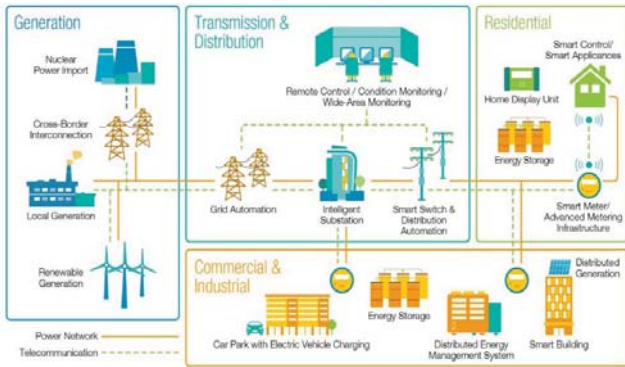 Generation
Nuclear
Power Import
Cross-Border
Interconnection
Local Generation
Renewable
Generation
Power Network
Telecommunication
Transmission &
Distribution
Remote Control / Condition Monitoring /
Wide-Area Monitoring
Grid Automation
Intelligent
Substation
Smart Switch &
Distribution
Automation
Residential
Smart Control/
Smart Applicances
Home Display Unit
Energy Storage
Smart Meter/
Advanced Metering
Infrastructure
Commercial &
Industrial
Car Park with Electric Vehicle Charging
Energy Storage
Distributed Energy
Management System
Distributed
Generation
Smart Building